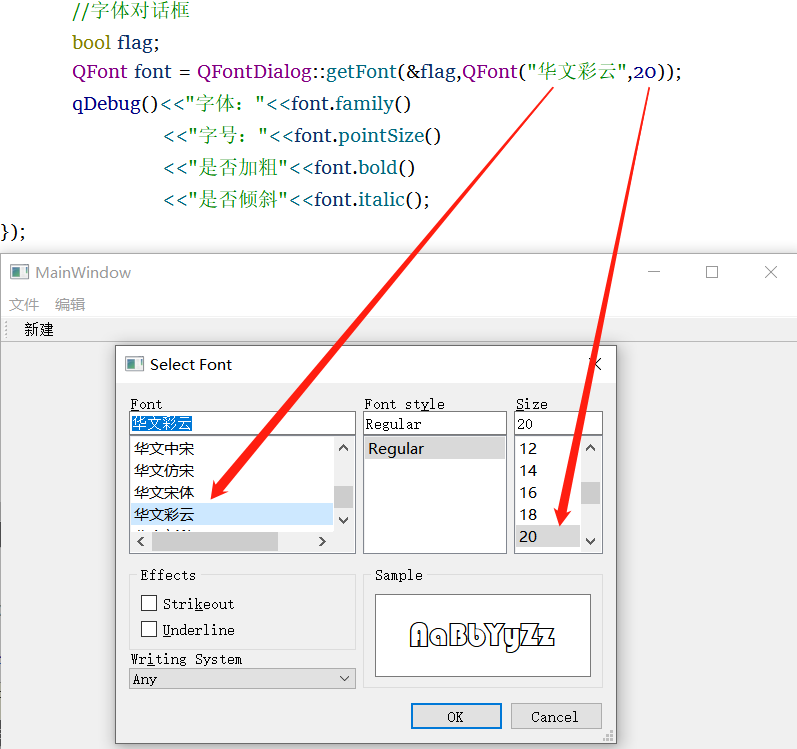 //字体对话框
bool flag;
QFont font = QFontDialog::getFont(&flag,QFont("华文彩云",20));
qDebug()<<"字体："<<font.family()
<<"字号："<<font.pointSize()
<<"是否加粗"<<font.bold()
<<"是否倾斜"<<font.italic();
});
MainWindow
文件 编辑
新建
Select Font
Font Font style Size
华文彩云 Regular 20
华文中宋 Regular 12
华文仿宋 14
华文宋体 16
华文彩云 18
20
Effects Sample
Strikeout
Underline
AaBbYyZz
Writing System
Any
OK Cancel